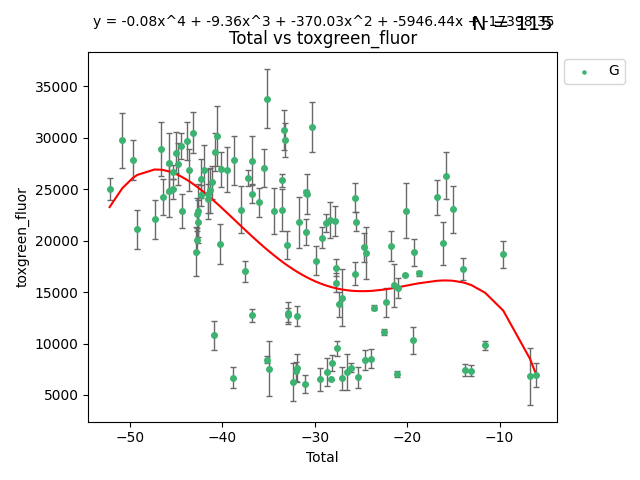 y = -0.08x^4 + -9.36x^3 + -370.03x^2 + -5946.44x + -17398.35
N = 115
Total vs toxgreen_fluor
G
toxgreen_fluor
35000
30000
25000
20000
15000
10000
5000
−50
−40
−30
−20
−10
Total